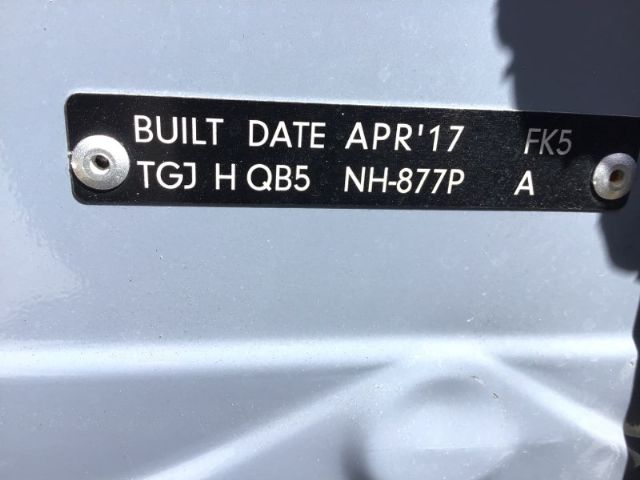 BUILT DATE APR'17 FK5
TGJ H QB5 NH-877P A